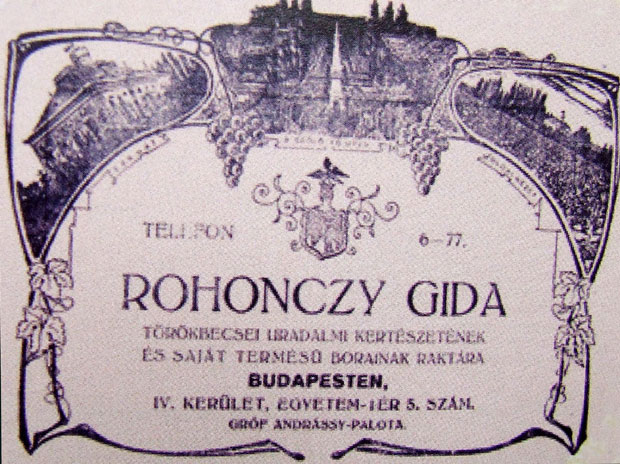 TELEFON 6-77.
ROHONCZY GIDA
TÖRÖKBECSEI URADALMI KERTÉSZETÉNEK
ÉS SAJÁT TERMÉSŰ BORAINAK RAKTÁRA
BUDAPESTEN,
IV. KERÜLET, EGYETEM-TÉR 5. SZÁM.
GRÓF ANDRÁSSY-PALOTA.